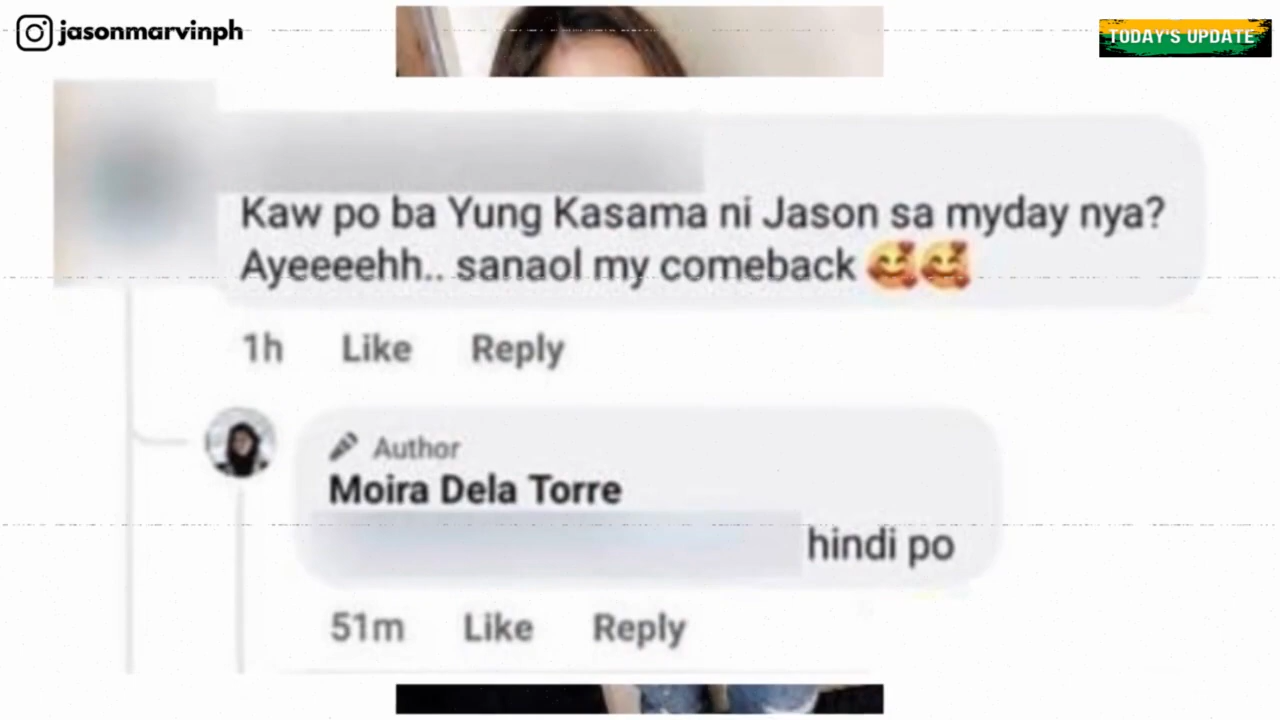 jasonmarvinph
TODAY'S UPDATE
Kaw po ba Yung Kasama ni Jason sa myday nya?
Ayeeeehh.. sanaol my comeback 🥰🥰
1h Like Reply
Author
Moira Dela Torre
hindi po
51m Like Reply